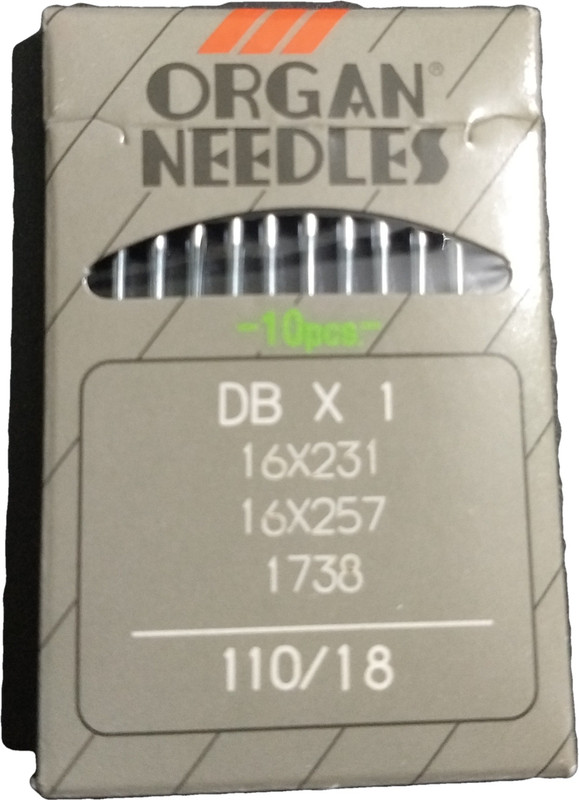 ORGAN®
NEEDLES
-10pcs.-
DB X 1
16X231
16X257
1738
110/18